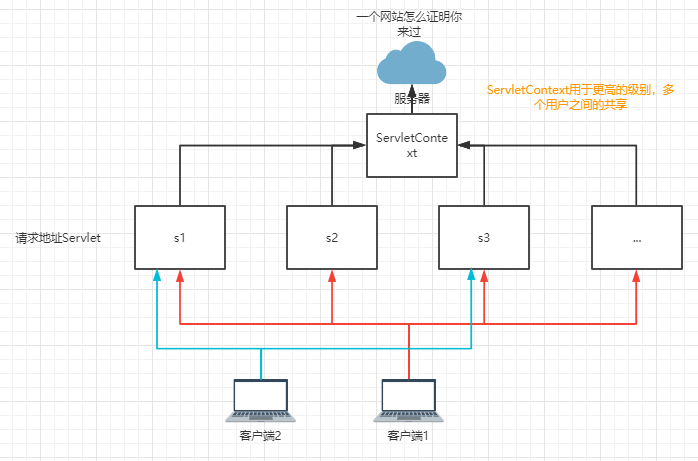 一个网站怎么证明你
来过
服务器
ServletContext用于更高的级别，多
个用户之间的共享
ServletConte
xt
请求地址Servlet
s1
s2
s3
...
客户端2
客户端1